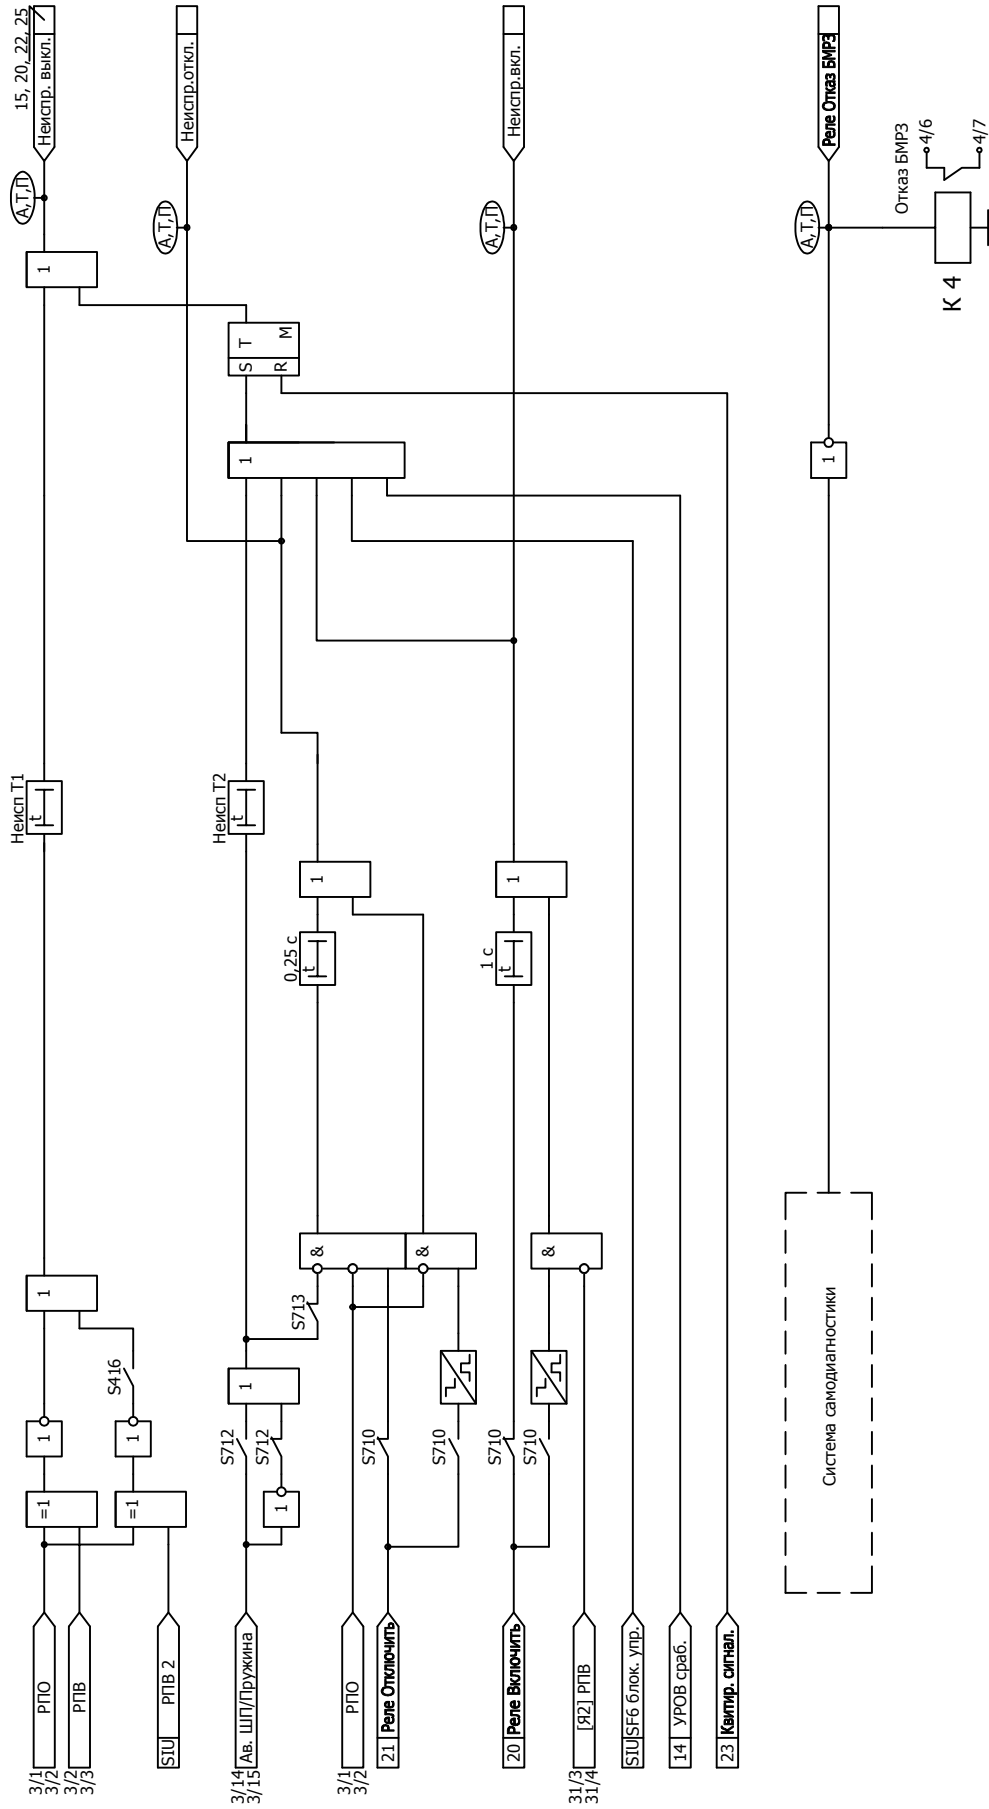 15, 20, 22, 25
Неиспр. выкл.
Неиспр.откл.
Неиспр.вкл.
Реле Отказ БМРЗ
А,Т,П
А,Т,П
А,Т,П
А,Т,П
Отказ БМРЗ
4/6
4/7
К 4
1
S T
R M
1
1
Неисп Т1
t
Неисп Т2
t
1
1
0,25 с
t
1 с
t
1
&
&
&
S713
S416
1
1
1
S712
S712
S710
S710
S710
S710
=1
=1
1
Система самодиагностики
3/1
3/2
РПО
3/2
3/3
РПВ
SIU РПВ 2
3/14
3/15
Ав. ШП/Пружина
3/1
3/2
РПО
21 Реле Отключить
20 Реле Включить
31/3
31/4
[Я2] РПВ
SIU SF6 блок. упр.
14 УРОВ сраб.
23 Квитир. сигнал.